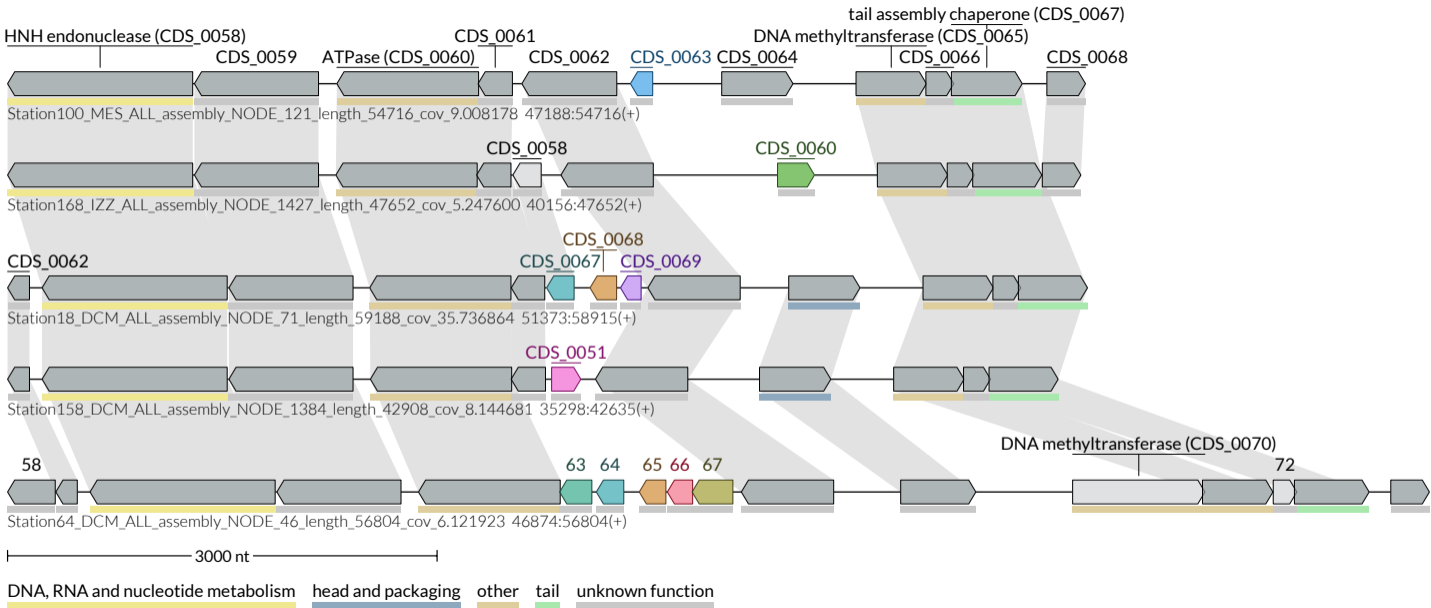 tail assembly chaperone (CDS_0067)
HNH endonuclease (CDS_0058) CDS_0061 DNA methyltransferase (CDS_0065)
CDS_0059 ATPase (CDS_0060) CDS_0062 CDS_0063 CDS_0064 CDS_0066 CDS_0068
Station100_MES_ALL_assembly_NODE_121_length_54716_cov_9.008178 47188:54716(+)
CDS_0058 CDS_0060
Station168_IZZ_ALL_assembly_NODE_1427_length_47652_cov_5.247600 40156:47652(+)
CDS_0068
CDS_0062 CDS_0067 CDS_0069
Station18_DCM_ALL_assembly_NODE_71_length_59188_cov_35.736864 51373:58915(+)
CDS_0051
Station158_DCM_ALL_assembly_NODE_1384_length_42908_cov_8.144681 35298:42635(+)
DNA methyltransferase (CDS_0070)
58 63 64 65 66 67 72
Station64_DCM_ALL_assembly_NODE_46_length_56804_cov_6.121923 46874:56804(+)
3000 nt
DNA, RNA and nucleotide metabolism head and packaging other tail unknown function